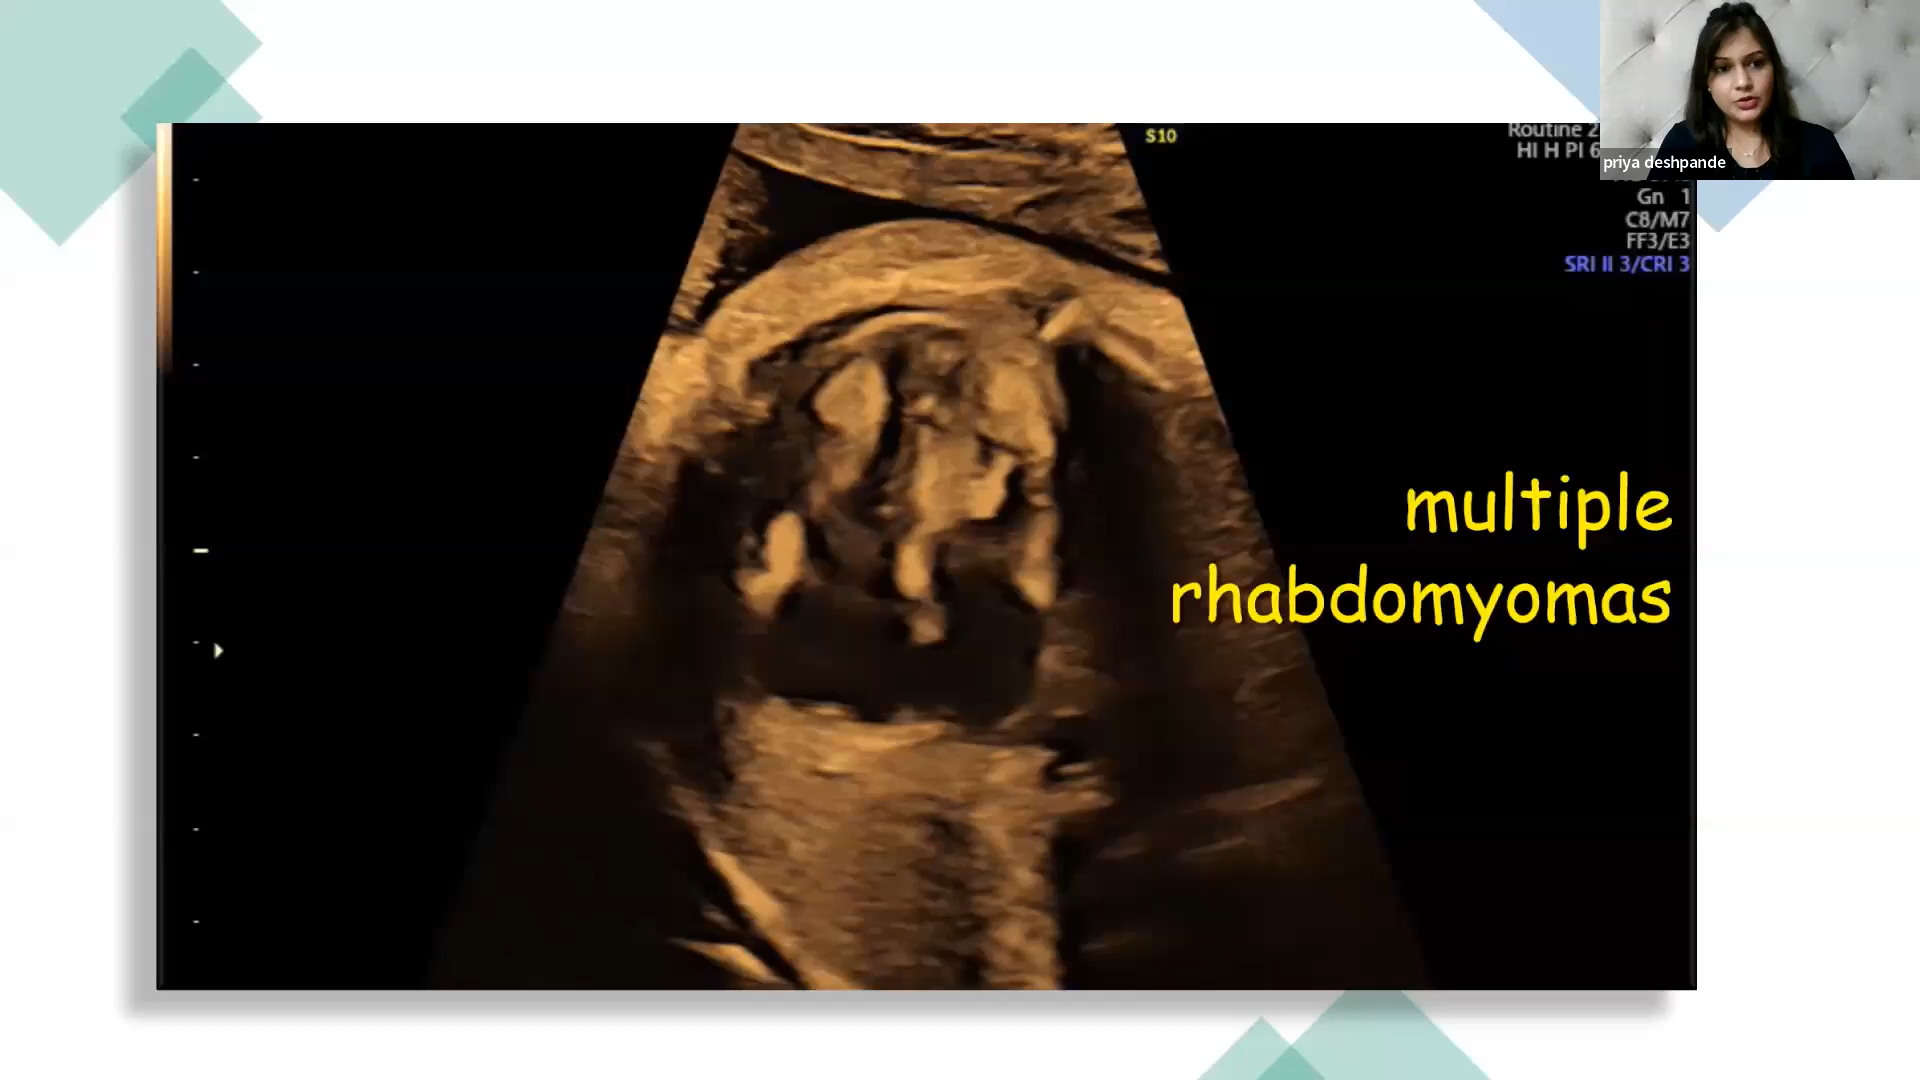 S10
Routine 2
HI H PI 6
priya deshpande
Gn 1
C8/M7
FF3/E3
SRI II 3/CRI 3
multiple
rhabdomyomas